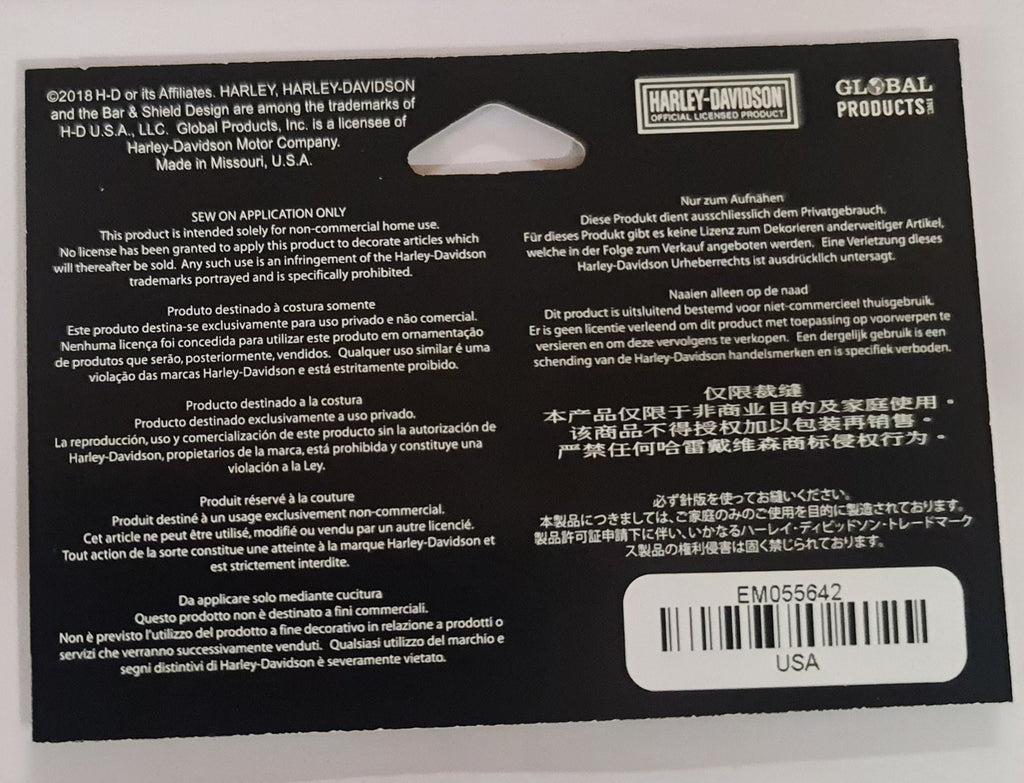 ©2018 H-D or its Affiliates. HARLEY, HARLEY-DAVIDSON
and the Bar & Shield Design are among the trademarks of
H-D U.S.A., LLC. Global Products, Inc. is a licensee of
Harley-Davidson Motor Company.
Made in Missouri, U.S.A.
HARLEY-DAVIDSON
OFFICIAL LICENSED PRODUCT
GLOBAL
PRODUCTS INC
SEW ON APPLICATION ONLY
This product is intended solely for non-commercial home use.
No license has been granted to apply this product to decorate articles which
will thereafter be sold. Any such use is an infringement of the Harley-Davidson
trademarks portrayed and is specifically prohibited.
Produto destinado à costura somente
Este produto destina-se exclusivamente para uso privado e não comercial.
Nenhuma licença foi concedida para utilizar este produto em ornamentação
de produtos que serão, posteriormente, vendidos. Qualquer uso similar é uma
violação das marcas Harley-Davidson e está estritamente proibido.
Producto destinado a la costura
Producto destinado exclusivamente a uso privado.
La reproducción, uso y comercialización de este producto sin la autorización de
Harley-Davidson, propietarios de la marca, está prohibida y constituye una
violación a la Ley.
Produit réservé à la couture
Produit destiné à un usage exclusivement non-commercial.
Cet article ne peut être utilisé, modifié ou vendu par un autre licencié.
Tout action de la sorte constitue une atteinte à la marque Harley-Davidson et
est strictement interdite.
Da applicare solo mediante cucitura
Questo prodotto non è destinato a fini commerciali.
Non è previsto l'utilizzo del prodotto a fine decorativo in relazione a prodotti o
servizi che verranno successivamente venduti. Qualsiasi utilizzo del marchio e
segni distintivi di Harley-Davidson è severamente vietato.
Nur zum Aufnähen
Diese Produkt dient ausschliesslich dem Privatgebrauch.
Für dieses Produkt gibt es keine Lizenz zum Dekorieren anderweitiger Artikel,
welche in der Folge zum Verkauf angeboten werden. Eine Verletzung dieses
Harley-Davidson Urheberrechts ist ausdrücklich untersagt.
Naaien alleen op de naad
Dit product is uitsluitend bestemd voor niet-commercieel thuisgebruik.
Er is geen licentie verleend om dit product met toepassing op voorwerpen te
versieren en om deze vervolgens te verkopen. Een dergelijk gebruik is een
schending van de Harley-Davidson handelsmerken en is specifiek verboden.
仅限裁缝
本产品仅限于非商业目的及家庭使用。
该商品不得授权加以包装再销售。
严禁任何哈雷戴维森商标侵权行为。
必ず針版を使ってお縫いください。
本製品につきましては、ご家庭のみのご使用を目的に製造されております。
製品許可証申請下に伴い、いかなるハーレイ・ディビッドソン・トレードマーク
ス製品の権利侵害は固く禁じられております。
EM055642
USA